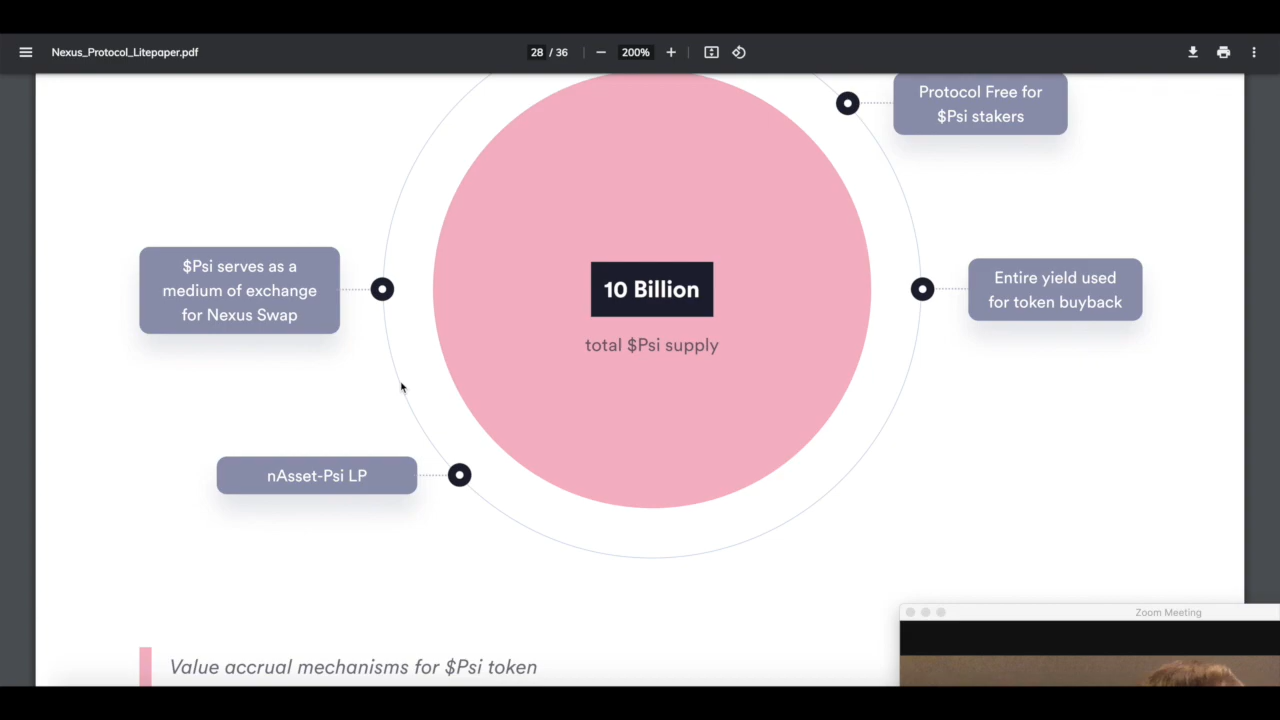 Nexus_Protocol_Litepaper.pdf
28 / 36
200%
Protocol Free for
$Psi stakers
$Psi serves as a
medium of exchange
for Nexus Swap
10 Billion
total $Psi supply
Entire yield used
for token buyback
nAsset-Psi LP
Zoom Meeting
Value accrual mechanisms for $Psi token